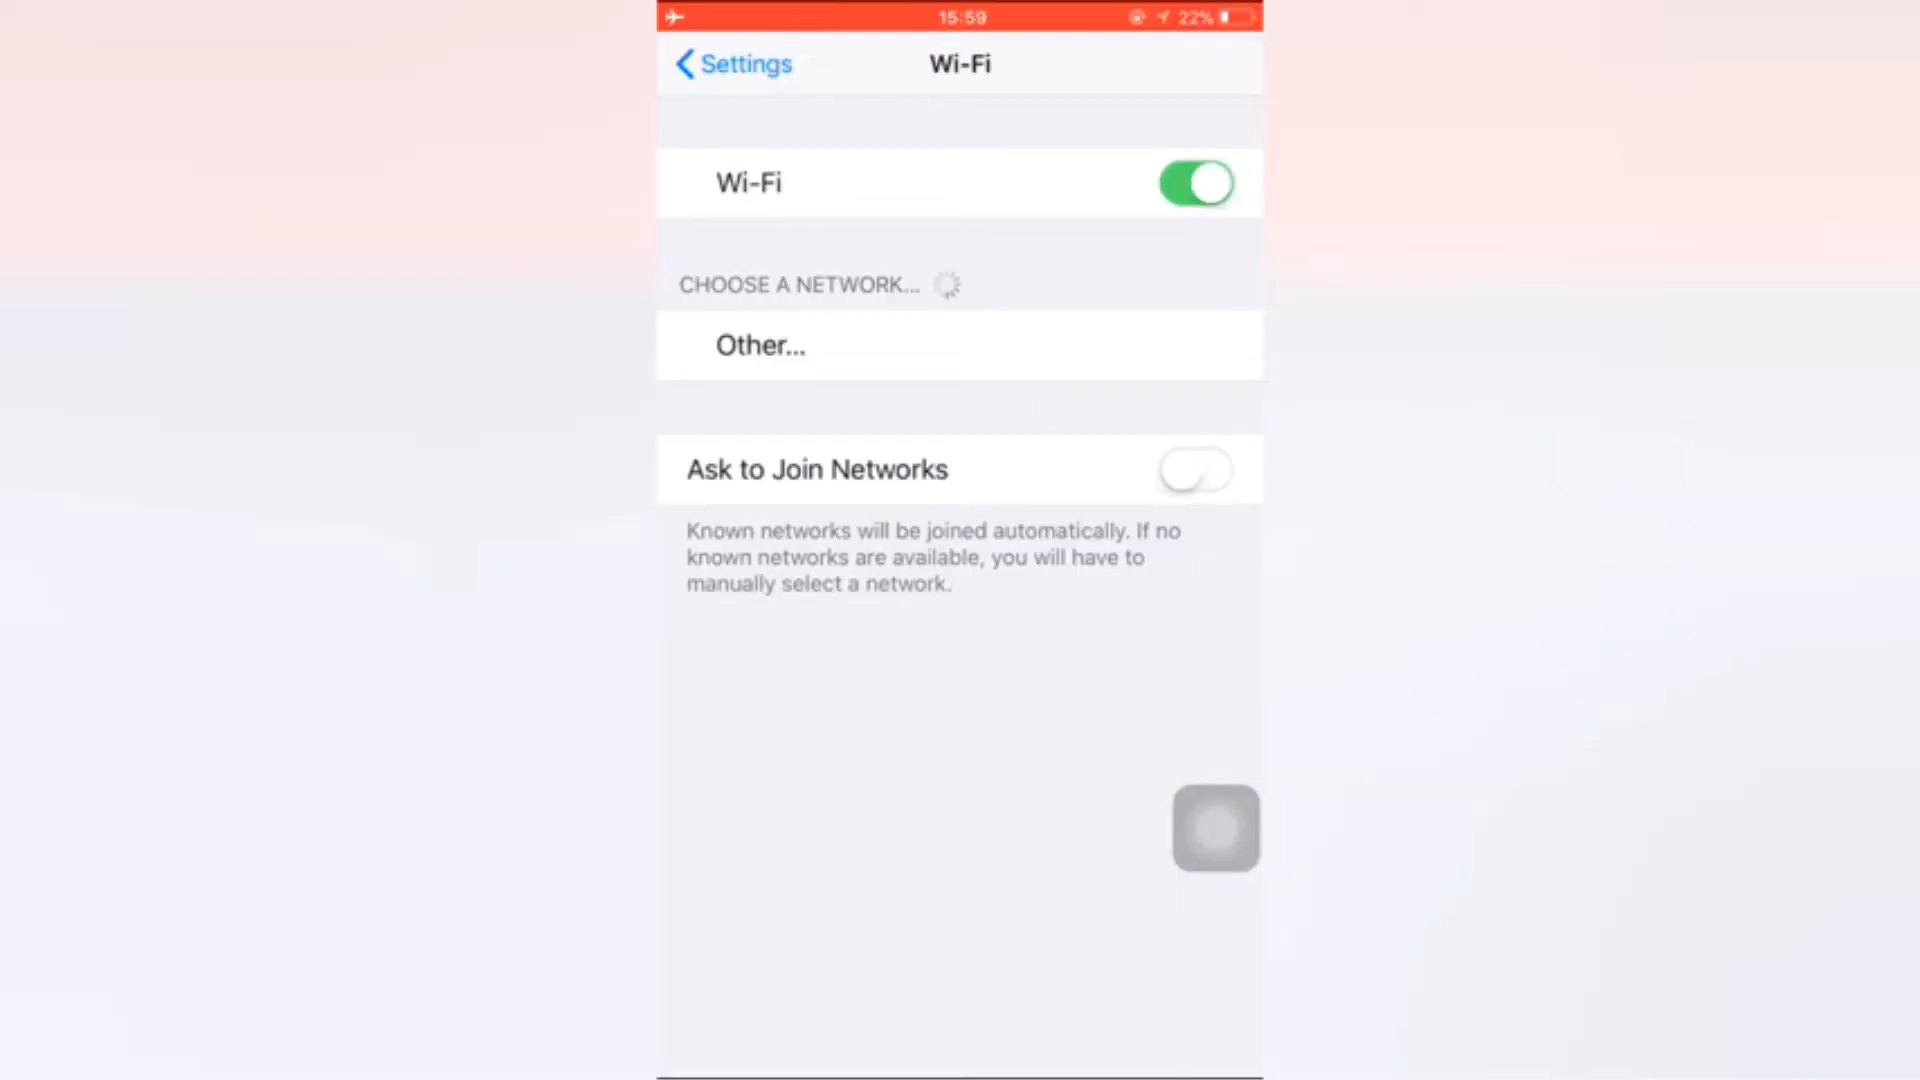 15:59
22%
Settings
Wi-Fi
Wi-Fi
CHOOSE A NETWORK...
Other...
Ask to Join Networks
Known networks will be joined automatically. If no
known networks are available, you will have to
manually select a network.